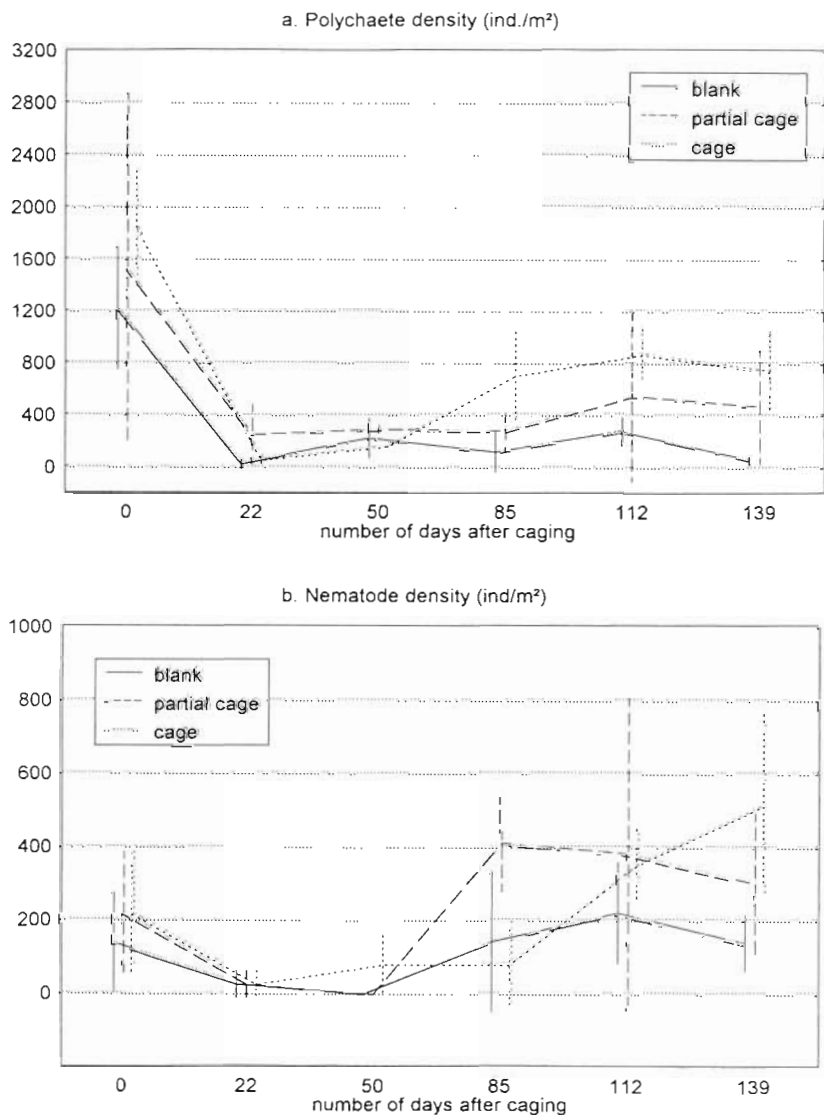 a. Polychaete density (ind./m²)
3200
2800
2400
2000
1600
1200
800
400
0
blank
partial cage
cage
0 22 50 85 112 139
number of days after caging
b. Nematode density (ind/m²)
1000
800
600
400
200
0
blank
partial cage
cage
0 22 50 85 112 139
number of days after caging